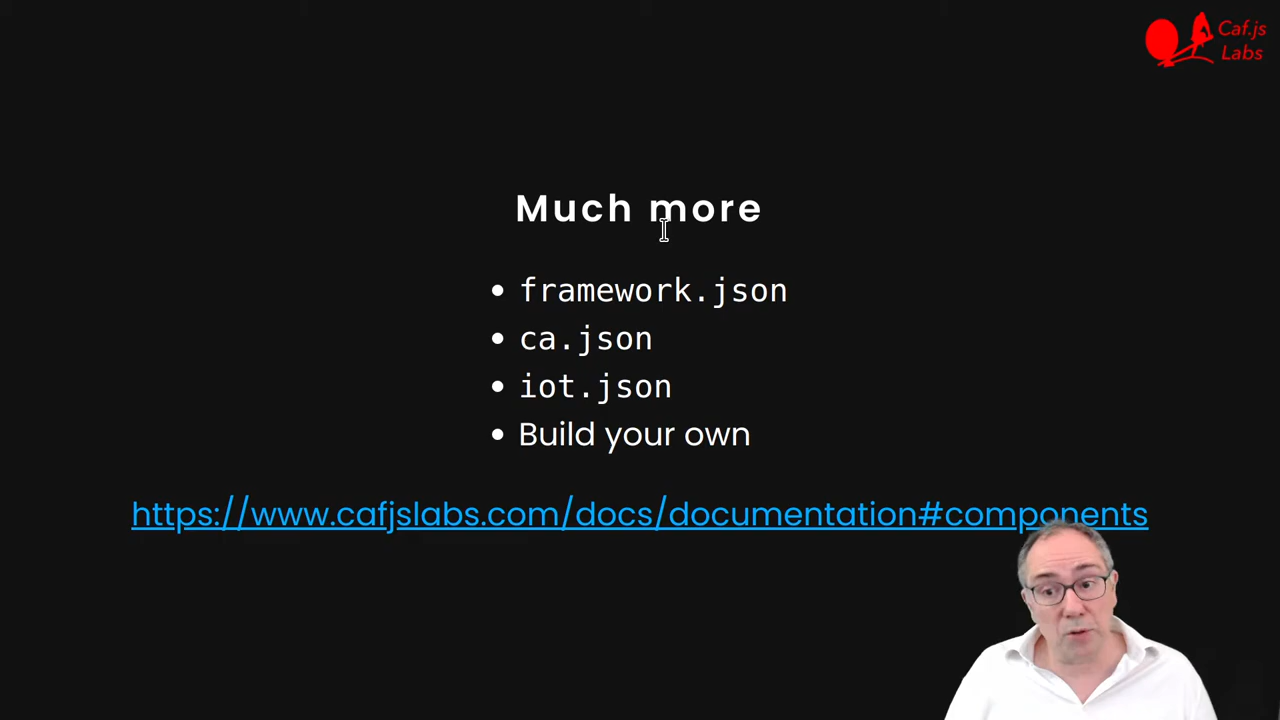 Caf.js
Labs
Much more
framework.json
ca.json
iot.json
Build your own
https://www.cafjslabs.com/docs/documentation#components